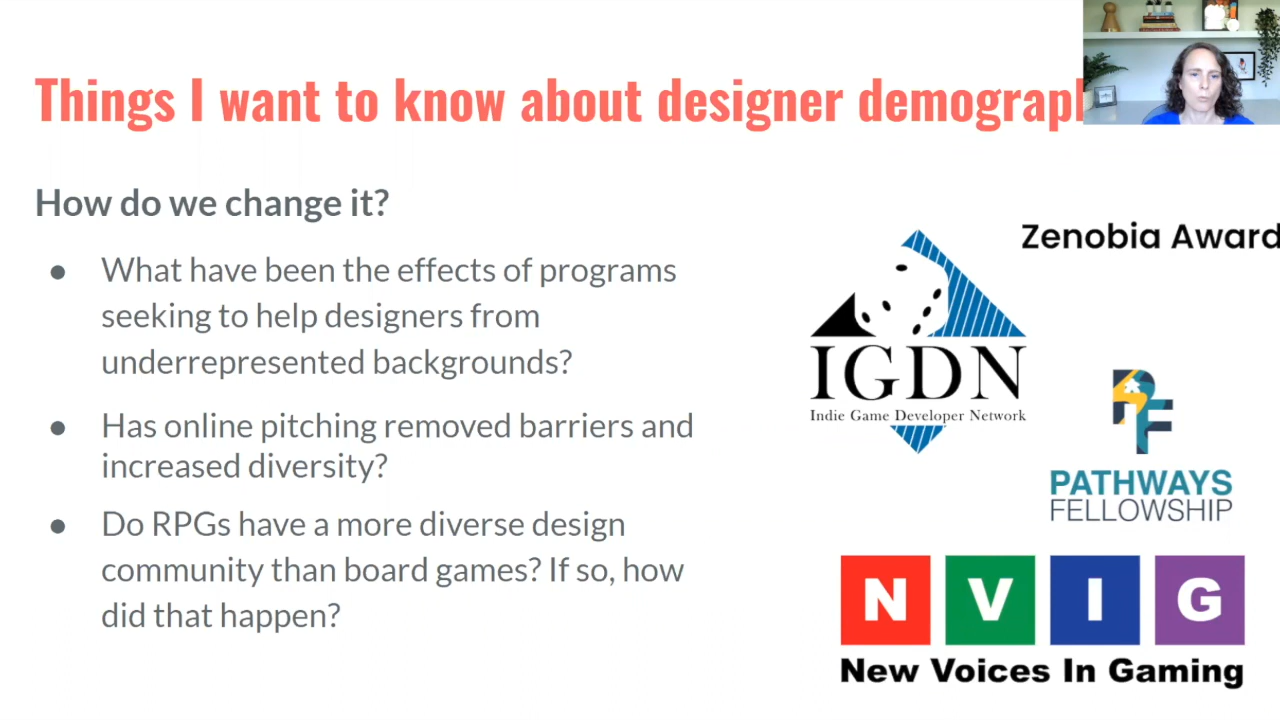 Things I want to know about designer demograp
How do we change it?
● What have been the effects of programs
seeking to help designers from
underrepresented backgrounds?
● Has online pitching removed barriers and
increased diversity?
● Do RPGs have a more diverse design
community than board games? If so, how
did that happen?
Zenobia Award
IGDN
Indie Game Developer Network
PF
PATHWAYS
FELLOWSHIP
N V I G
New Voices In Gaming